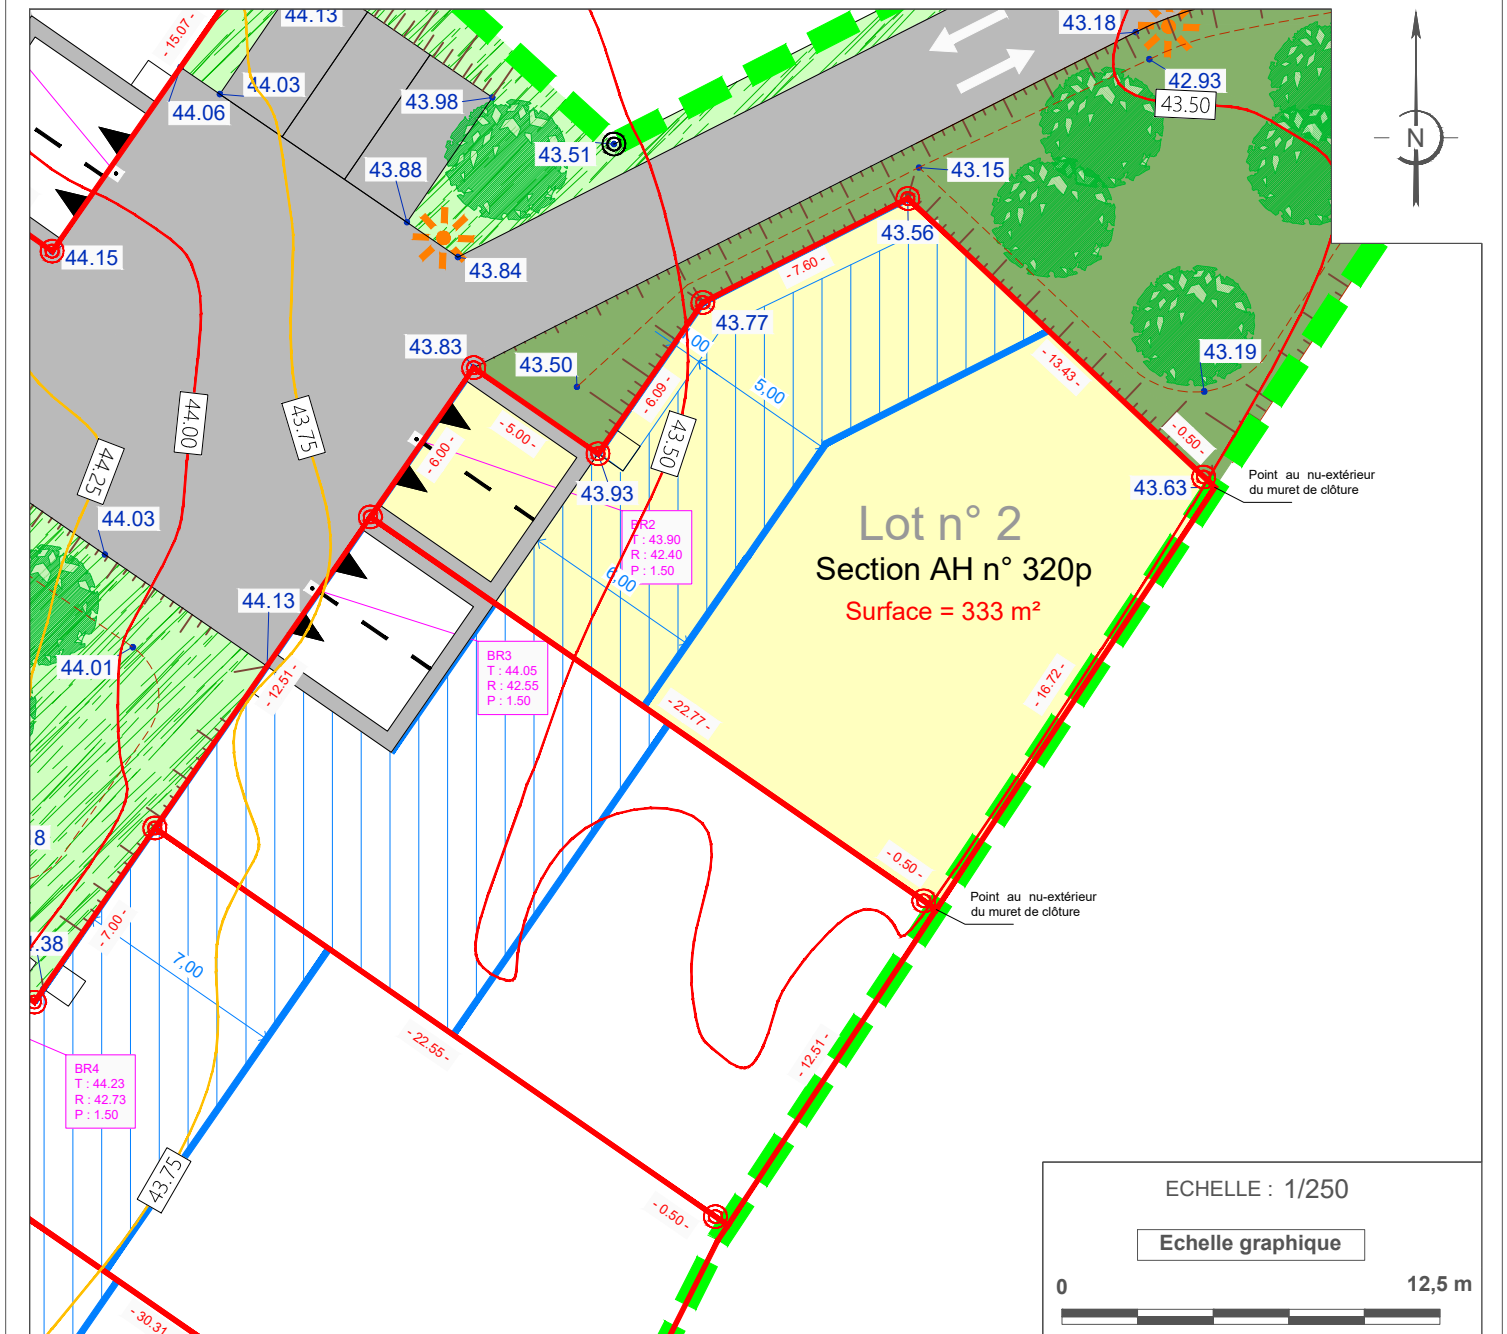 44.13
43.18
- 15.07 -
44.03
44.06
43.98
42.93
43.50
N
43.51
43.88
43.15
44.15
43.84
43.56
- 7.60 -
43.77
43.83
43.50
,00
5,00
- 13.43 -
43.19
- 6.09 -
44.00
43.75
43.50
- 5.00 -
- 6.00 -
- 0.50 -
44.25
43.93
43.63
Point au nu-extérieur
du muret de clôture
44.03
Lot n° 2
Section AH n° 320p
Surface = 333 m²
BR2
T : 43.90
R : 42.40
P : 1.50
6,00
44.13
44.01
- 12.51 -
BR3
T : 44.05
R : 42.55
P : 1.50
- 22.77 -
- 16.72 -
8
- 0.50 -
Point au nu-extérieur
du muret de clôture
- 7.00 -
.38
7,00
- 22.55 -
- 12.51 -
BR4
T : 44.23
R : 42.73
P : 1.50
43.75
- 0.50 -
- 30.31
ECHELLE : 1/250
Echelle graphique
0 12,5 m